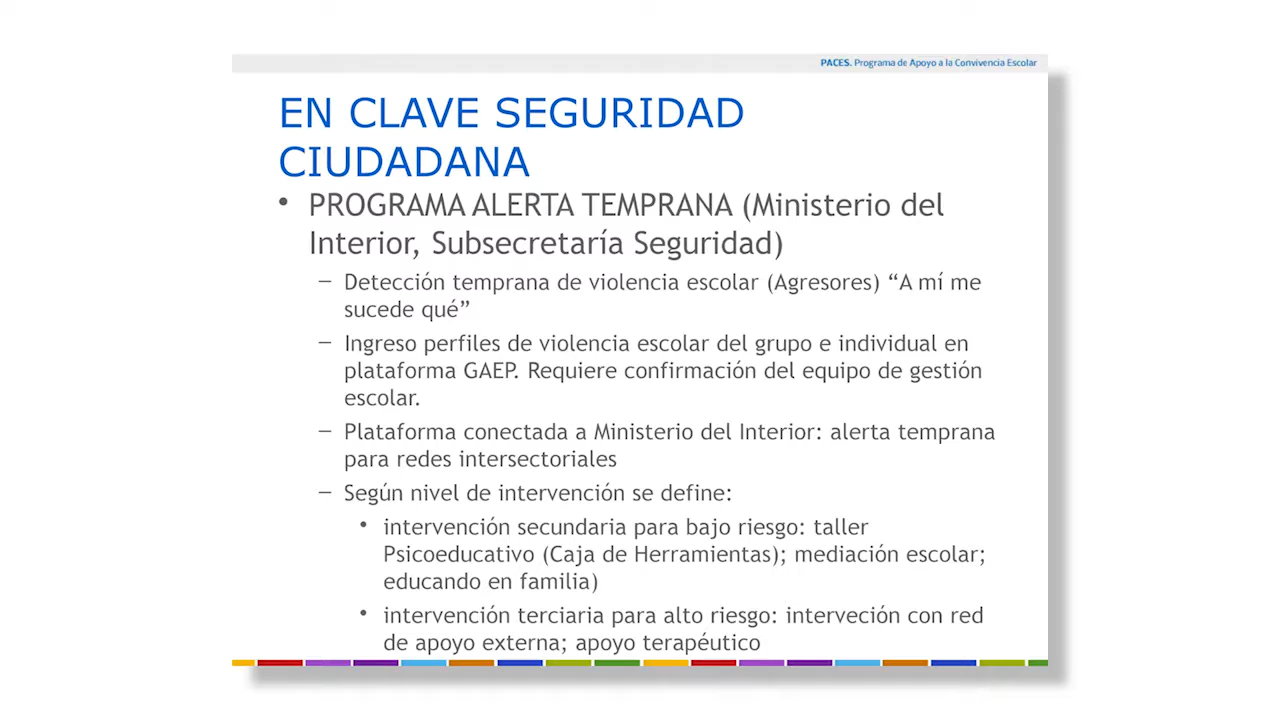 PACES. Programa de Apoyo a la Convivencia Escolar
EN CLAVE SEGURIDAD
CIUDADANA
• PROGRAMA ALERTA TEMPRANA (Ministerio del
Interior, Subsecretaría Seguridad)
– Detección temprana de violencia escolar (Agresores) “A mí me
sucede qué”
– Ingreso perfiles de violencia escolar del grupo e individual en
plataforma GAEP. Requiere confirmación del equipo de gestión
escolar.
– Plataforma conectada a Ministerio del Interior: alerta temprana
para redes intersectoriales
– Según nivel de intervención se define:
• intervención secundaria para bajo riesgo: taller
Psicoeducativo (Caja de Herramientas); mediación escolar;
educando en familia)
• intervención terciaria para alto riesgo: interveción con red
de apoyo externa; apoyo terapéutico